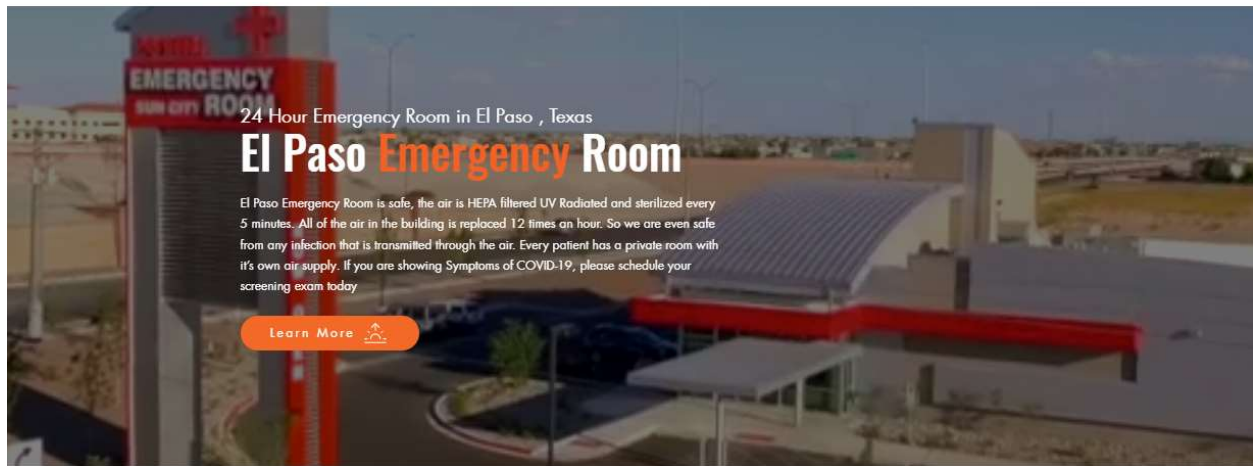 EMERGENCY
SUN CITY ROOM
24 Hour Emergency Room in El Paso , Texas
El Paso Emergency Room
El Paso Emergency Room is safe, the air is HEPA filtered UV Radiated and sterilized every
5 minutes. All of the air in the building is replaced 12 times an hour. So we are even safe
from any infection that is transmitted through the air. Every patient has a private room with
it's own air supply. If you are showing Symptoms of COVID-19, please schedule your
screening exam today
Learn More